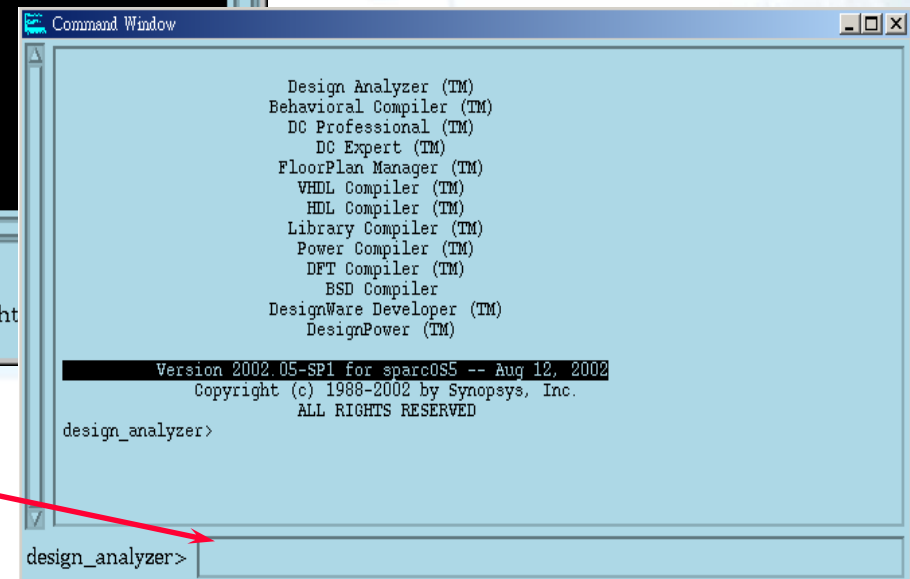 Command Window
Design Analyzer (TM)
Behavioral Compiler (TM)
DC Professional (TM)
DC Expert (TM)
FloorPlan Manager (TM)
VHDL Compiler (TM)
HDL Compiler (TM)
Library Compiler (TM)
Power Compiler (TM)
DFT Compiler (TM)
BSD Compiler
DesignWare Developer (TM)
DesignPower (TM)
Version 2002.05-SP1 for sparcOS5 -- Aug 12, 2002
Copyright (c) 1988-2002 by Synopsys, Inc.
ALL RIGHTS RESERVED
design_analyzer>
ht
design_analyzer>